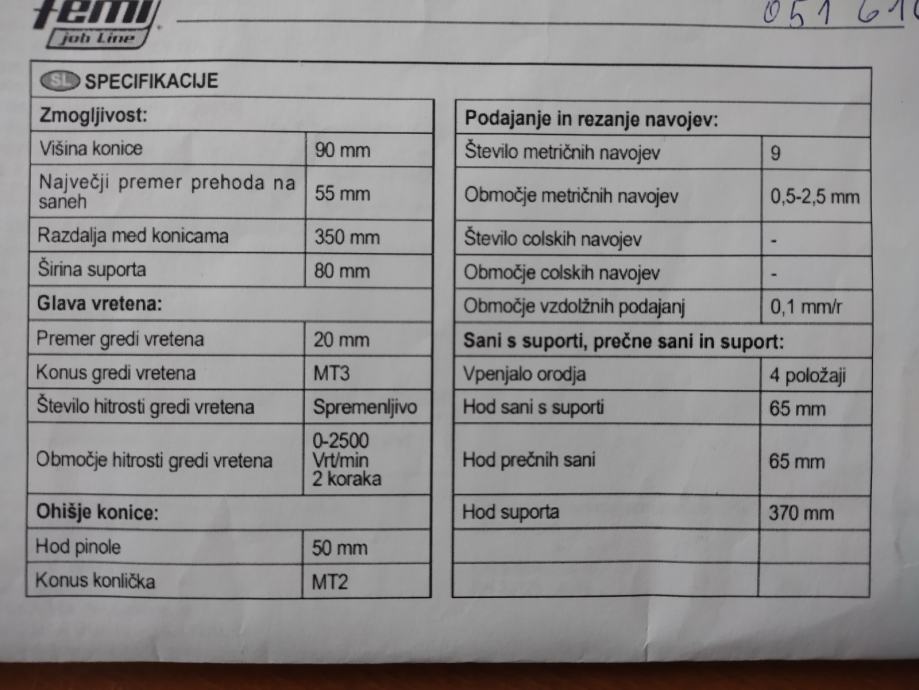 femi
job Line
051 61
SL SPECIFIKACIJE
Zmogljivost:
Višina konice 90 mm
Največji premer prehoda na
saneh 55 mm
Razdalja med konicama 350 mm
Širina suporta 80 mm
Glava vretena:
Premer gredi vretena 20 mm
Konus gredi vretena MT3
Število hitrosti gredi vretena Spremenljivo
Območje hitrosti gredi vretena 0-2500
Vrt/min
2 koraka
Ohišje konice:
Hod pinole 50 mm
Konus konlička MT2
Podajanje in rezanje navojev:
Število metričnih navojev 9
Območje metričnih navojev 0,5-2,5 mm
Število colskih navojev -
Območje colskih navojev -
Območje vzdolžnih podajanj 0,1 mm/r
Sani s suporti, prečne sani in suport:
Vpenjalo orodja 4 položaji
Hod sani s suporti 65 mm
Hod prečnih sani 65 mm
Hod suporta 370 mm